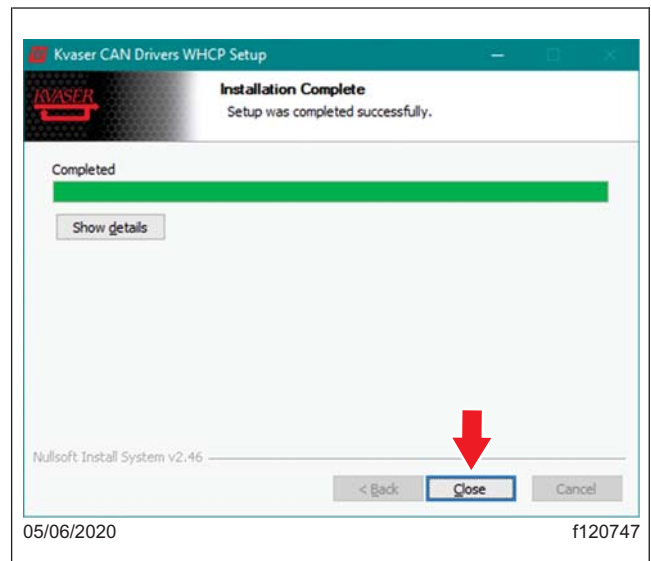 Kvaser CAN Drivers WHCP Setup
KVASER
Installation Complete
Setup was completed successfully.
Completed
Show details
Nullsoft Install System v2.46
< Back
Close
Cancel
05/06/2020
f120747